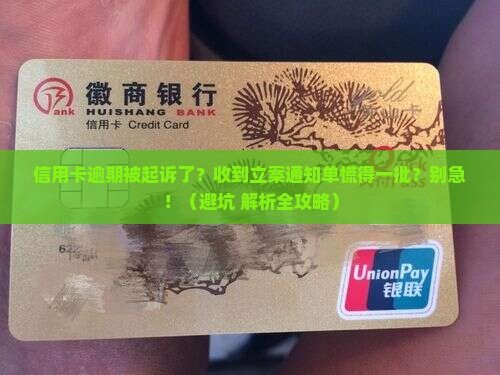 徽商银行
HUISHANG BANK
信用卡 Credit Card
信用卡逾期被起诉了？收到立案通知单慌得一批？别急
！（避坑 解析全攻略）
UnionPay
银联